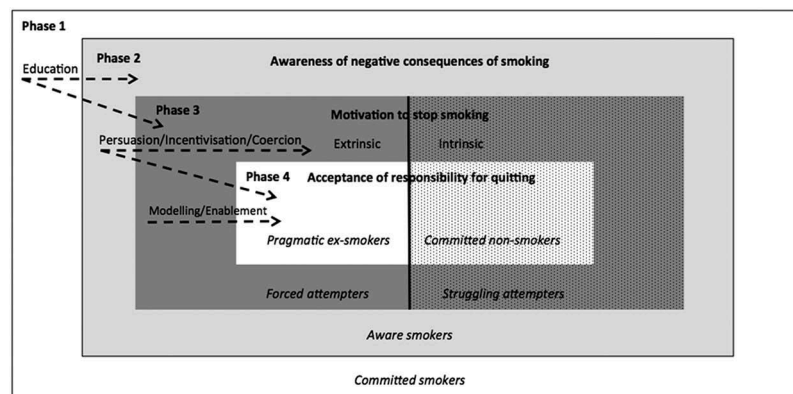 Phase 1
Phase 2
Awareness of negative consequences of smoking
Education
Phase 3
Motivation to stop smoking
Persuasion/Incentivisation/Coercion
Extrinsic
Intrinsic
Phase 4
Acceptance of responsibility for quitting
Modelling/Enablement
Pragmatic ex-smokers
Committed non-smokers
Forced attempters
Struggling attempters
Aware smokers
Committed smokers